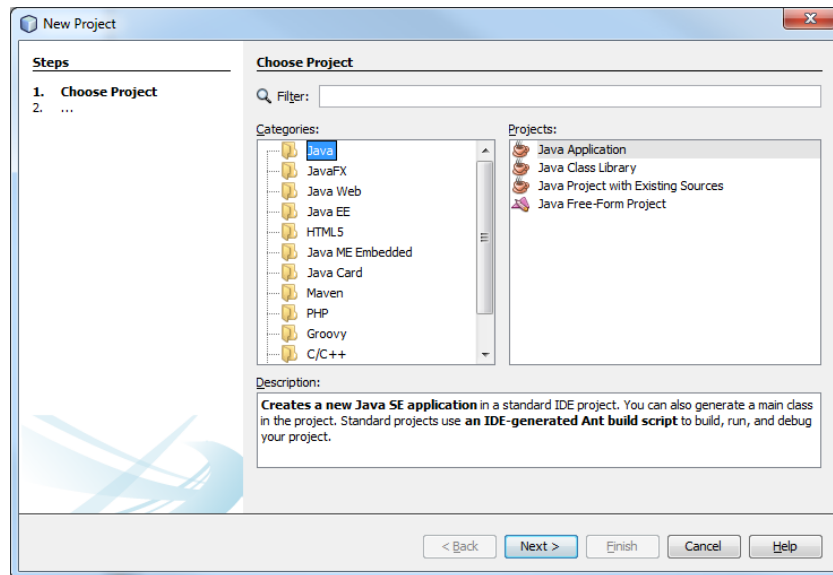 New Project
Steps
1. Choose Project
2. ...
Choose Project
Filter:
Categories:
Java
JavaFX
Java Web
Java EE
HTML5
Java ME Embedded
Java Card
Maven
PHP
Groovy
C/C++
Projects:
Java Application
Java Class Library
Java Project with Existing Sources
Java Free-Form Project
Description:
Creates a new Java SE application in a standard IDE project. You can also generate a main class
in the project. Standard projects use an IDE-generated Ant build script to build, run, and debug
your project.
< Back
Next >
Finish
Cancel
Help